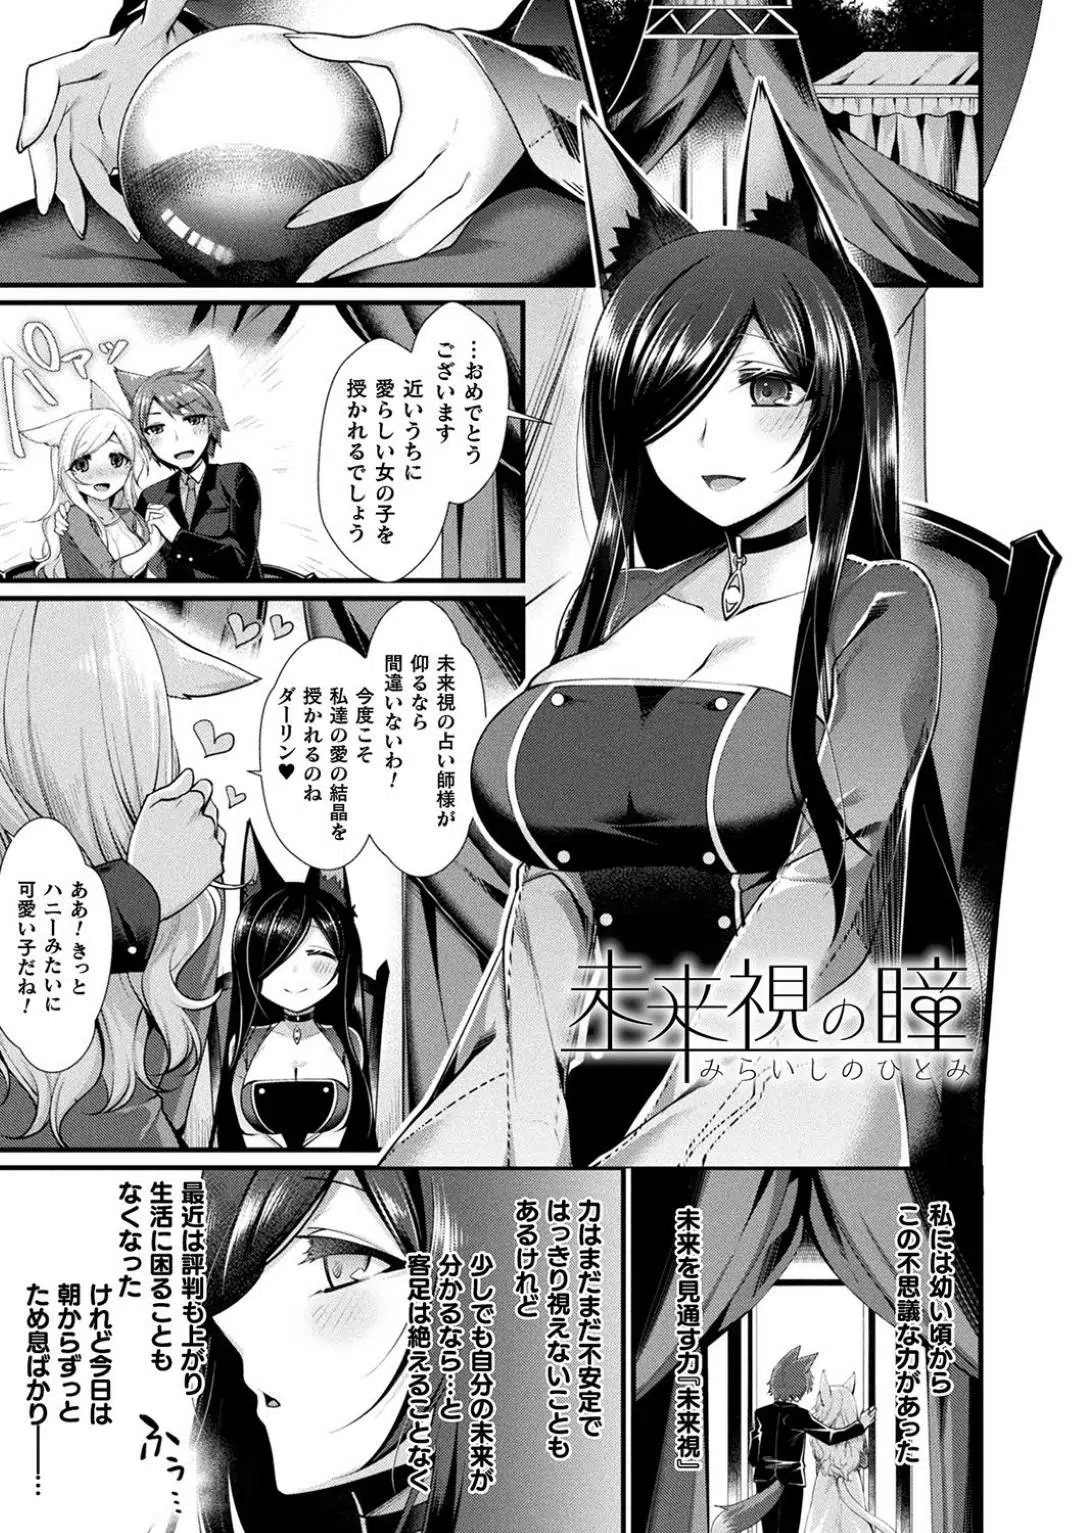 …おめでとう
ございます
近いうちに
愛らしい女の子を
授かれるでしょう
パアァッ
未来視の占い師様が
仰るなら
間違いないわ！
今度こそ
私達の愛の結晶を
授かれるのね
ダーリン♥
ああ！きっと
ハニーみたいに
可愛い子だね！
未来視の瞳
みらいしのひとみ
私には幼い頃から
この不思議な力があった
未来を見通す力『未来視』
力はまだまだ不安定で
はっきり視えないことも
あるけれど
少しでも自分の未来が
分かるなら…と
客足は絶えることなく
最近は評判も上がり
生活に困ることも
なくなった
けれど今日は
朝からずっと
ため息ばかり――…
ふぅ…